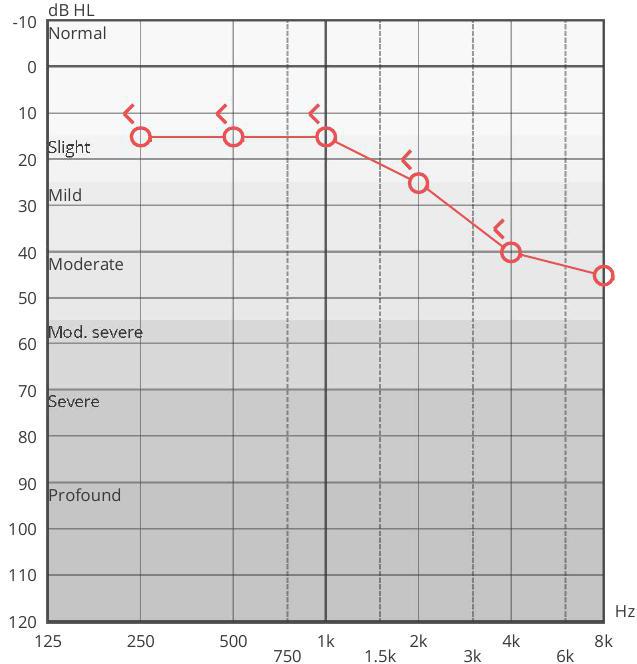 dB HL
-10
Normal
0
10
Slight
20
Mild
30
40
Moderate
50
Mod. severe
60
70
Severe
80
90
Profound
100
110
120
Hz
125 250 500 1k 2k 4k 8k
750 1.5k 3k 6k